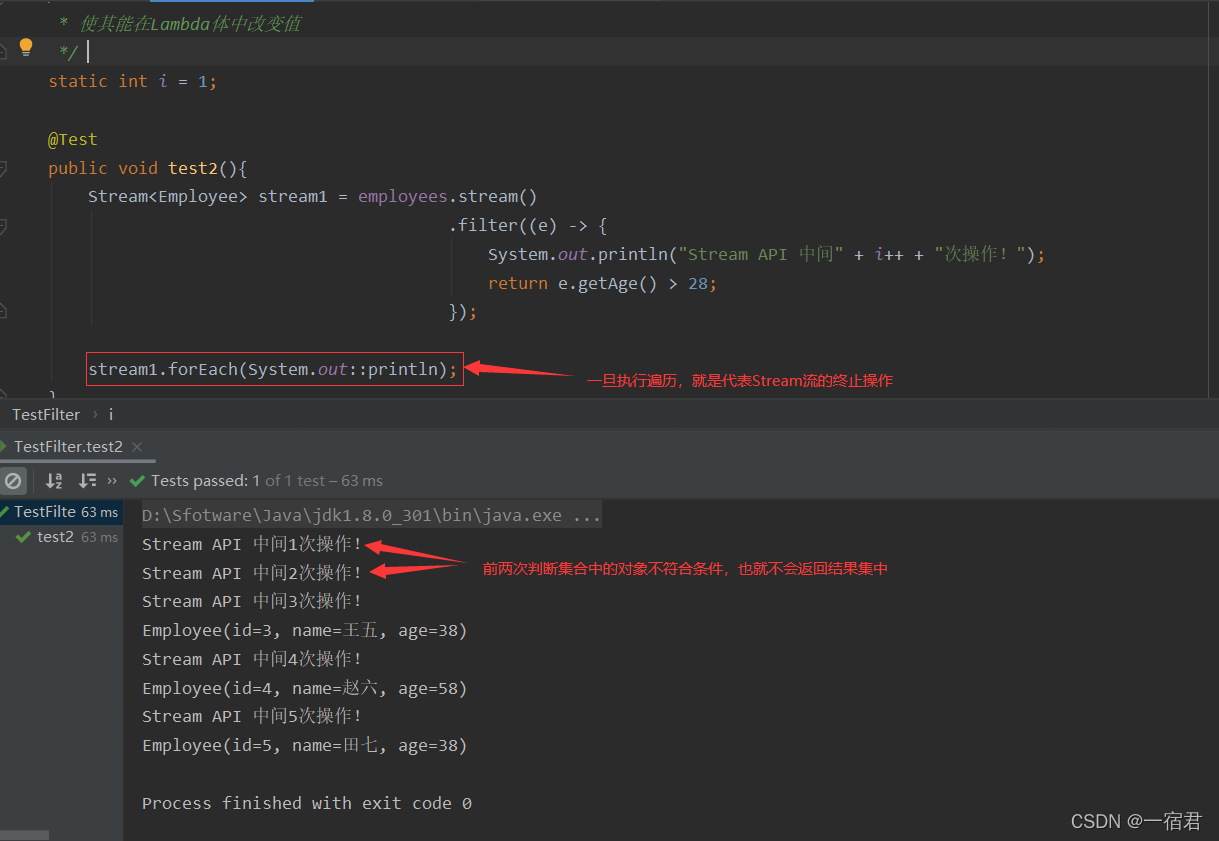 * 使其能在Lambda体中改变值
*/
static int i = 1;
@Test
public void test2(){
Stream<Employee> stream1 = employees.stream()
.filter((e) -> {
System.out.println("Stream API 中间" + i++ + "次操作！");
return e.getAge() > 28;
});
stream1.forEach(System.out::println);
一旦执行遍历，就是代表Stream流的终止操作
}
TestFilter › i
TestFilter.test2 ×
Tests passed: 1 of 1 test – 63 ms
TestFilte 63 ms
test2 63 ms
D:\Sfotware\Java\jdk1.8.0_301\bin\java.exe ...
Stream API 中间1次操作！
Stream API 中间2次操作！
前两次判断集合中的对象不符合条件，也就不会返回结果集中
Stream API 中间3次操作！
Employee(id=3, name=王五, age=38)
Stream API 中间4次操作！
Employee(id=4, name=赵六, age=58)
Stream API 中间5次操作！
Employee(id=5, name=田七, age=38)
Process finished with exit code 0
CSDN @一宿君